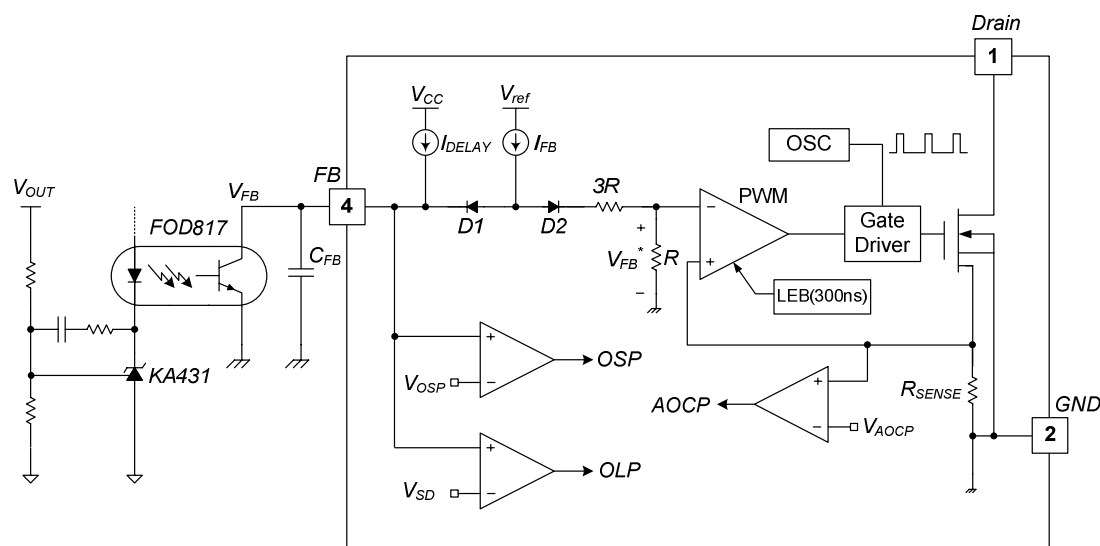 Drain
1
V_CC
V_ref
I_DELAY
I_FB
OSC
V_OUT
V_FB
FB
4
3R
PWM
FOD817
D1
D2
C_FB
+
V_FB*
R
−
−
+
Gate
Driver
LEB(300ns)
KA431
+
V_OSP
−
OSP
AOCP
+
−
V_AOCP
R_SENSE
GND
2
+
V_SD
−
OLP